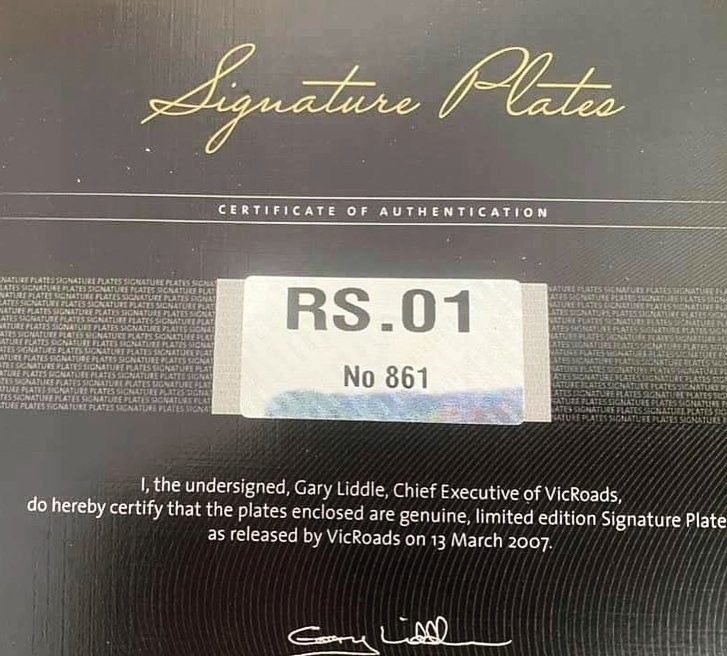 Signature Plates
CERTIFICATE OF AUTHENTICATION
RS.01
No 861
I, the undersigned, Gary Liddle, Chief Executive of VicRoads,
do hereby certify that the plates enclosed are genuine, limited edition Signature Plate
as released by VicRoads on 13 March 2007.
Gary Liddle